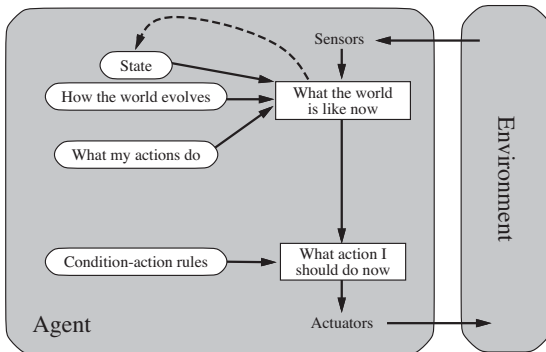 Sensors
State
How the world evolves
What the world
is like now
What my actions do
Condition-action rules
What action I
should do now
Agent
Actuators
Environment